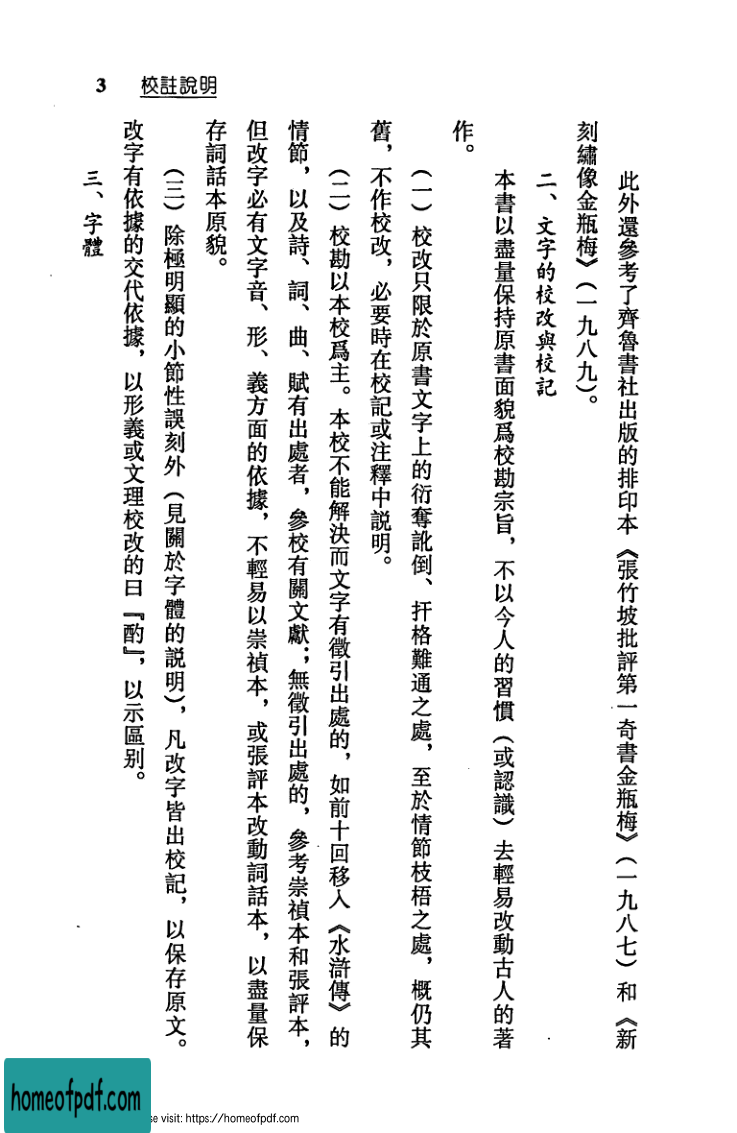 3 校註說明
此外還參考了齊魯書社出版的排印本《張竹坡批評第一奇書金瓶梅》(一九八七)和《新
刻繡像金瓶梅》(一九八九)。
二、文字的校改與校記
本書以盡量保持原書面貌爲校勘宗旨，不以今人的習慣(或認識)去輕易改動古人的著
作。
(一)校改只限於原書文字上的衍奪訛倒、扞格難通之處，至於情節枝梧之處，概仍其
舊，不作校改，必要時在校記或注釋中説明。
(二)校勘以本校爲主。本校不能解決而文字有徵引出處的，如前十回移入《水滸傳》的
情節，以及詩、詞、曲、賦有出處者，參校有關文獻；無徵引出處的，參考崇禎本和張評本，
但改字必有文字音、形、義方面的依據，不輕易以崇禎本，或張評本改動詞話本，以盡量保
存詞話本原貌。
(三)除極明顯的小節性誤刻外(見關於字體的説明)，凡改字皆出校記，以保存原文。
改字有依據的交代依據，以形義或文理校改的曰『酌』，以示區别。
三、字體
homeofpdf.com
se visit: https://homeofpdf.com